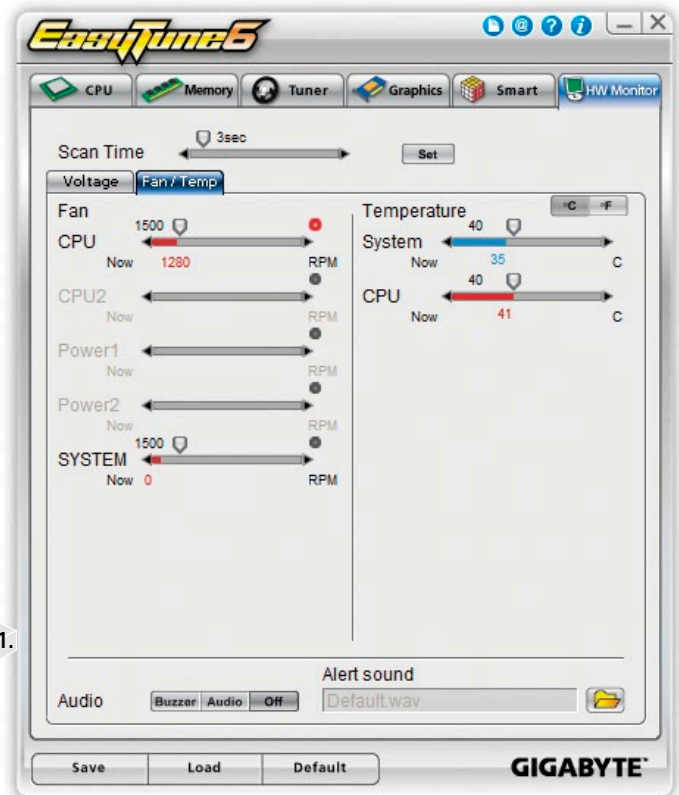 EasyTune6
CPU Memory Tuner Graphics Smart HW Monitor
Scan Time 3sec Set
Voltage Fan / Temp
Fan
1500
CPU
Now 1280 RPM
CPU2
Now RPM
Power1
Now RPM
Power2
Now RPM
1500
SYSTEM
Now 0 RPM
Temperature °C °F
40
System
Now 35 C
40
CPU
Now 41 C
1.
Alert sound
Audio Buzzer Audio Off Default.wav
Save Load Default GIGABYTE™